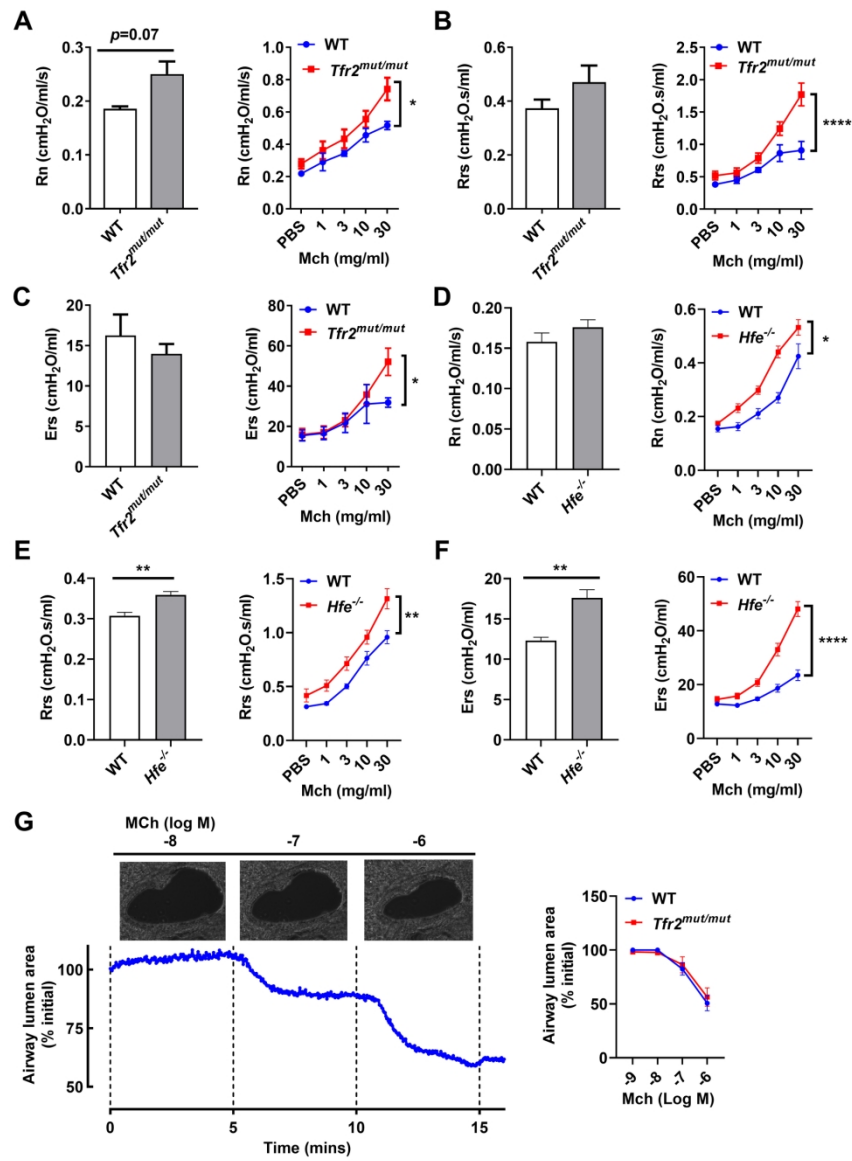 A
p=0.07
0.3
0.2
0.1
0.0
Rn (cmH2O/ml/s)
WT
Tfr2mut/mut
WT
Tfr2mut/mut
1.0
0.8
0.6
0.4
0.2
0.0
Rn (cmH2O/ml/s)
*
PBS
1
3
10
30
Mch (mg/ml)
B
0.6
0.4
0.2
0.0
Rrs (cmH2O.s/ml)
WT
Tfr2mut/mut
WT
Tfr2mut/mut
2.5
2.0
1.5
1.0
0.5
0.0
Rrs (cmH2O.s/ml)
****
PBS
1
3
10
30
Mch (mg/ml)
C
20
15
10
5
0
Ers (cmH2O/ml)
WT
Tfr2mut/mut
WT
Tfr2mut/mut
80
60
40
20
0
Ers (cmH2O/ml)
*
PBS
1
3
10
30
Mch (mg/ml)
D
0.20
0.15
0.10
0.05
0.00
Rn (cmH2O/ml/s)
WT
Hfe-/-
WT
Hfe-/-
0.6
0.4
0.2
0.0
Rn (cmH2O/ml/s)
*
PBS
1
3
10
30
Mch (mg/ml)
E
**
0.4
0.3
0.2
0.1
0.0
Rrs (cmH2O.s/ml)
WT
Hfe-/-
WT
Hfe-/-
1.5
1.0
0.5
0.0
Rrs (cmH2O.s/ml)
**
PBS
1
3
10
30
Mch (mg/ml)
F
**
20
15
10
5
0
Ers (cmH2O/ml)
WT
Hfe-/-
WT
Hfe-/-
60
40
20
0
Ers (cmH2O/ml)
****
PBS
1
3
10
30
Mch (mg/ml)
G
MCh (log M)
-8
-7
-6
100
75
50
Airway lumen area
(% initial)
0
5
10
15
Time (mins)
WT
Tfr2mut/mut
150
100
50
0
Airway lumen area
(% initial)
-9
-8
-7
-6
Mch (Log M)